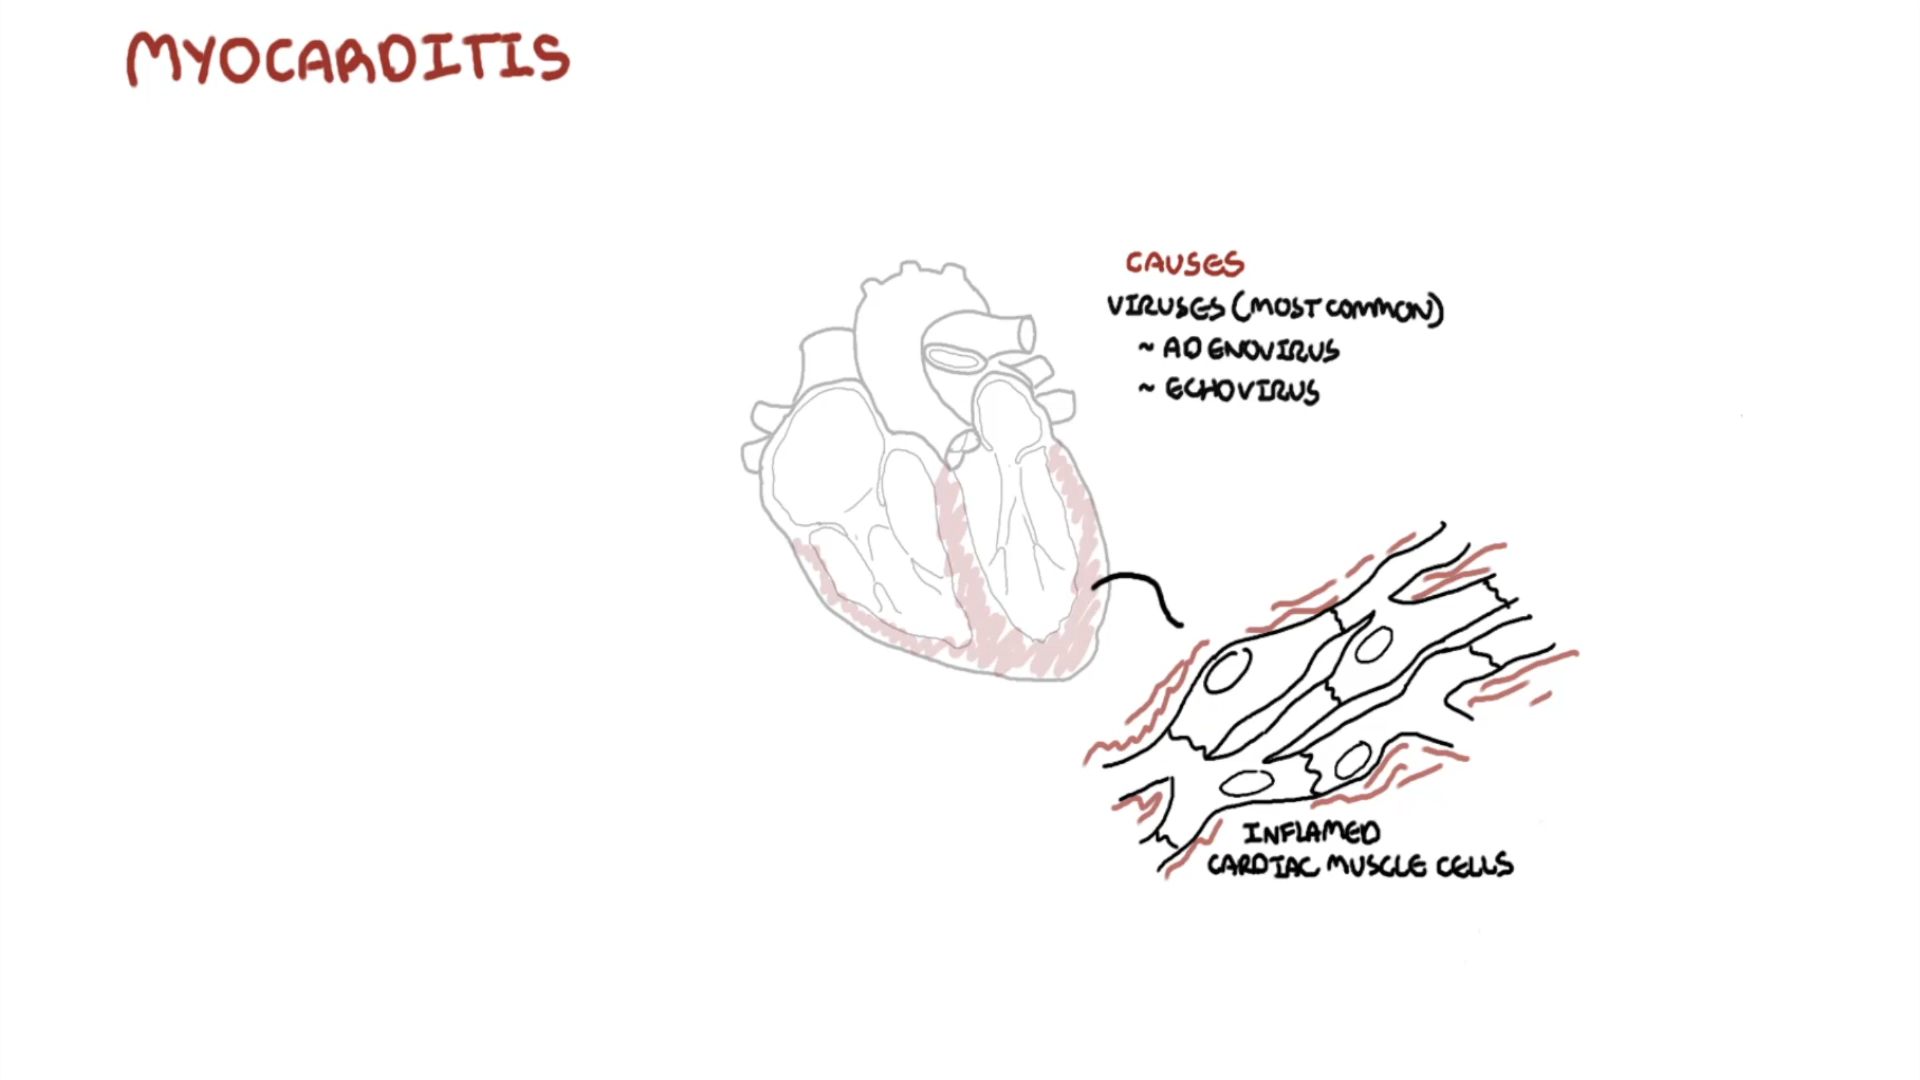 MYOCARDITIS
CAUSES
VIRUSES (MOST COMMON)
~ ADENOVIRUS
~ ECHOVIRUS
INFLAMED
CARDIAC MUSCLE CELLS